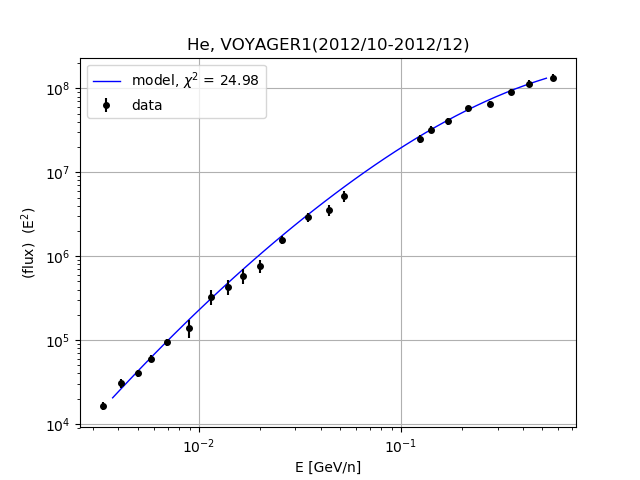 He, VOYAGER1(2012/10-2012/12)
model, χ² = 24.98
data
10⁸
10⁷
10⁶
10⁵
10⁴
(flux) (E²)
10⁻² 10⁻¹
E [GeV/n]